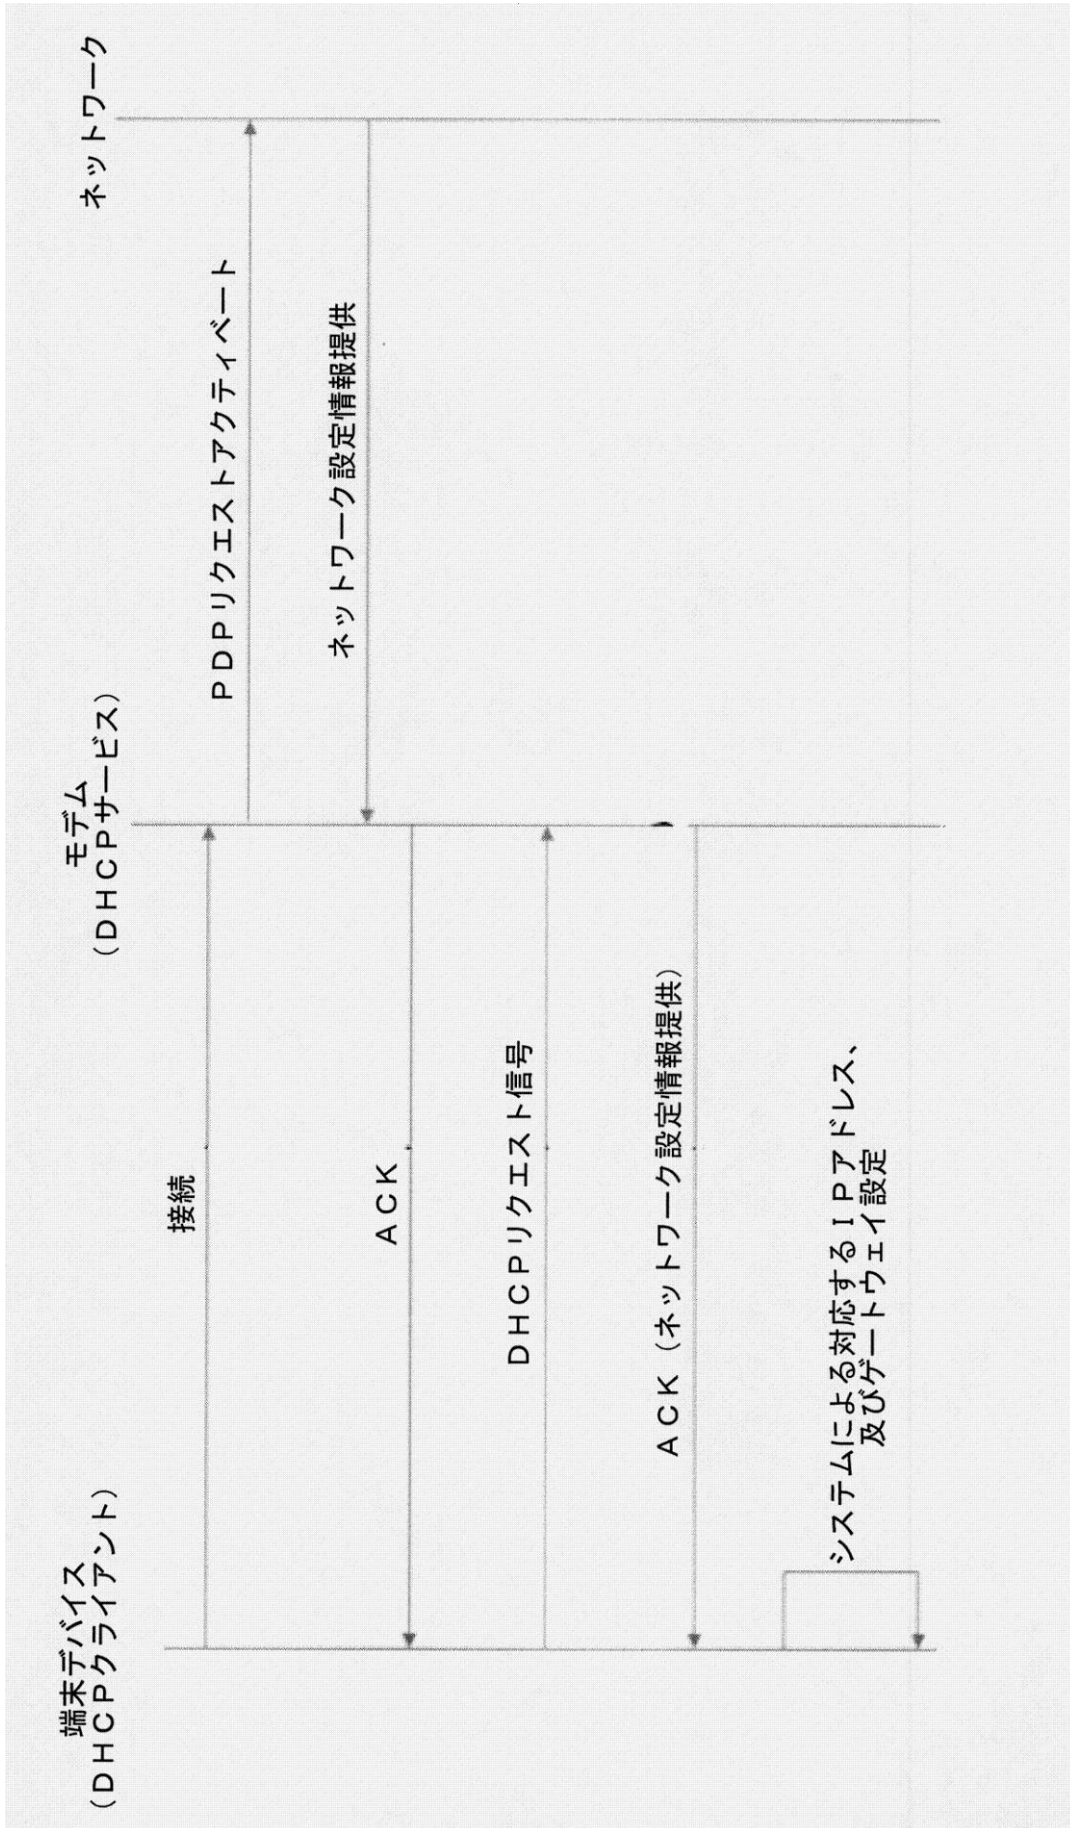 端末デバイス
(DHCPクライアント)
モデム
(DHCPサービス)
ネットワーク
接続
PDPリクエストアクティベート
ネットワーク設定情報提供
ACK
DHCPリクエスト信号
ACK(ネットワーク設定情報提供)
システムによる対応するIPアドレス、
及びゲートウェイ設定